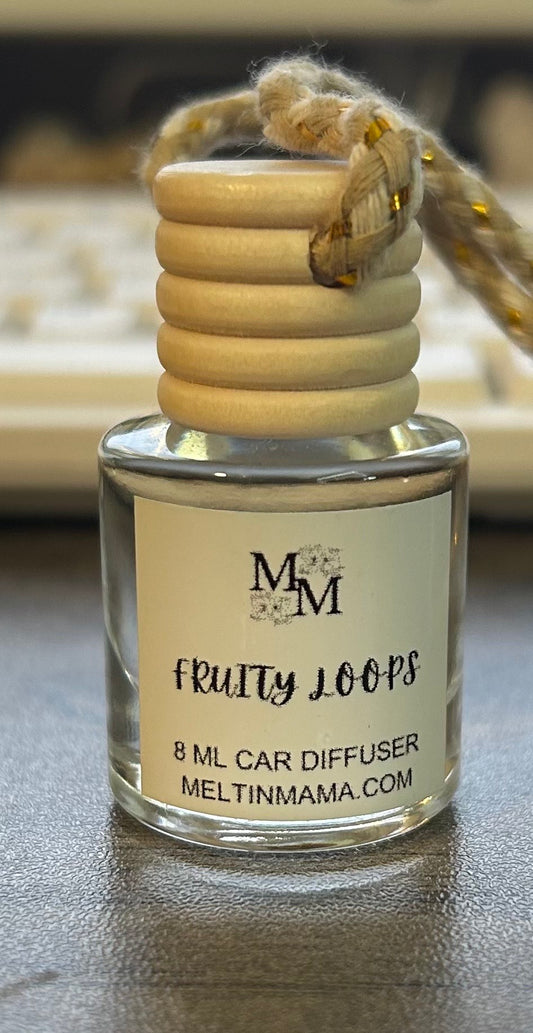 MM
FRUITY LOOPS
8 ML CAR DIFFUSER
MELTINMAMA.COM